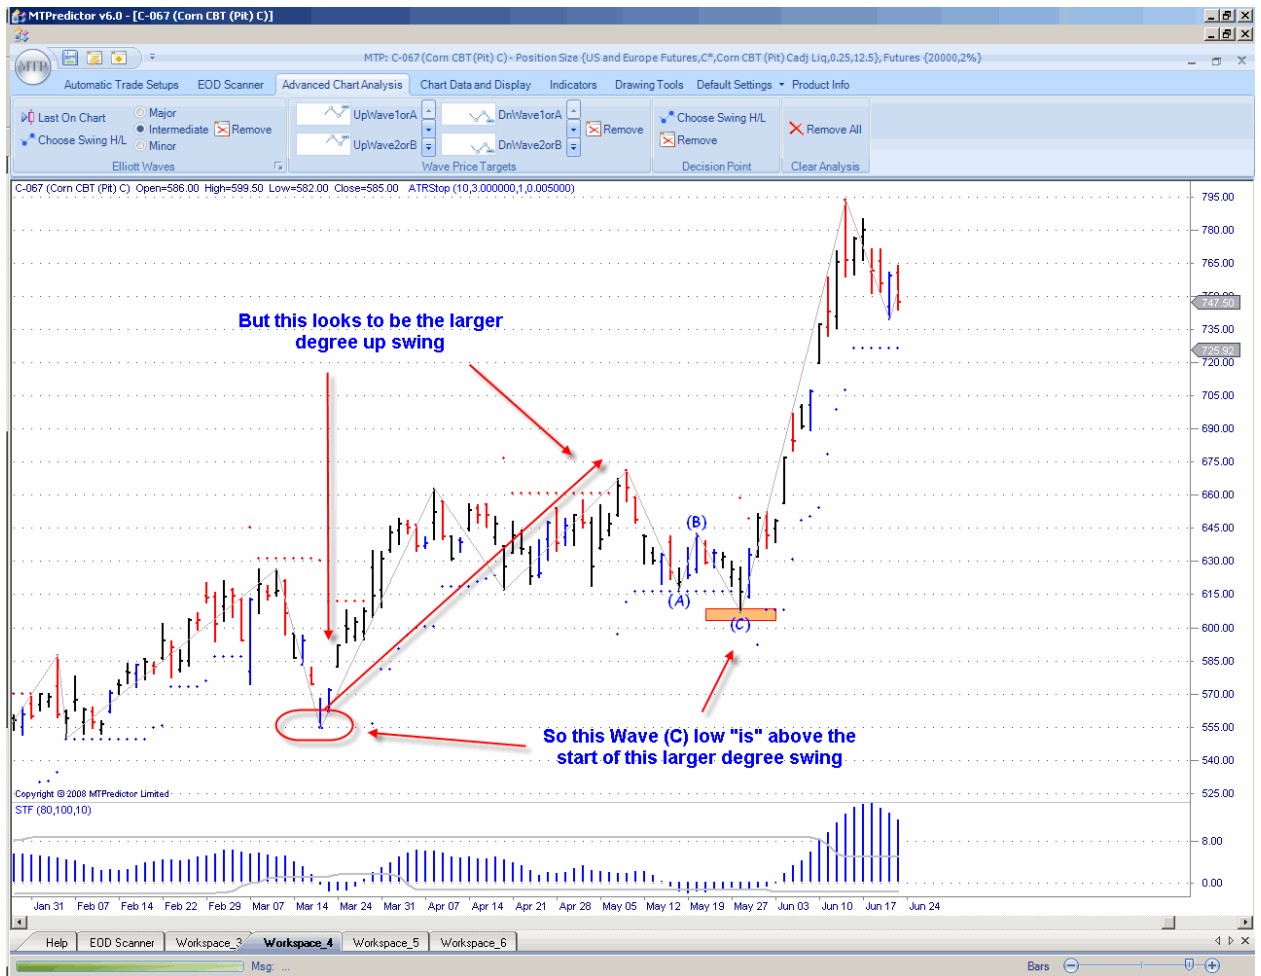 MTPredictor v6.0 - [C-067 (Corn CBT (Pit) C)]
MTP
MTP: C-067 (Corn CBT(Pit) C) - Position Size {US and Europe Futures,C*,Corn CBT (Pit) Cadj Liq,0.25,12.5}, Futures {20000,2%}
Automatic Trade Setups EOD Scanner Advanced Chart Analysis Chart Data and Display Indicators Drawing Tools Default Settings Product Info
Last On Chart
Choose Swing H/L
Major
Intermediate
Minor
Remove
Elliott Waves
UpWave1orA
UpWave2orB
DnWave1orA
DnWave2orB
Remove
Wave Price Targets
Choose Swing H/L
Remove
Decision Point
Remove All
Clear Analysis
C-067 (Corn CBT (Pit) C) Open=586.00 High=599.50 Low=582.00 Close=585.00 ATRStop (10,3.000000,1,0.005000)
795.00
780.00
765.00
750.00
747.50
735.00
725.92
720.00
705.00
690.00
675.00
660.00
645.00
630.00
615.00
600.00
585.00
570.00
555.00
540.00
525.00
But this looks to be the larger
degree up swing
(B)
(A)
(C)
So this Wave (C) low "is" above the
start of this larger degree swing
Copyright © 2008 MTPredictor Limited
STF (80,100,10)
8.00
0.00
Jan 31 Feb 07 Feb 14 Feb 22 Feb 29 Mar 07 Mar 14 Mar 24 Mar 31 Apr 07 Apr 14 Apr 21 Apr 28 May 05 May 12 May 19 May 27 Jun 03 Jun 10 Jun 17 Jun 24
Help EOD Scanner Workspace_3 Workspace_4 Workspace_5 Workspace_6
Msg: ...
Bars